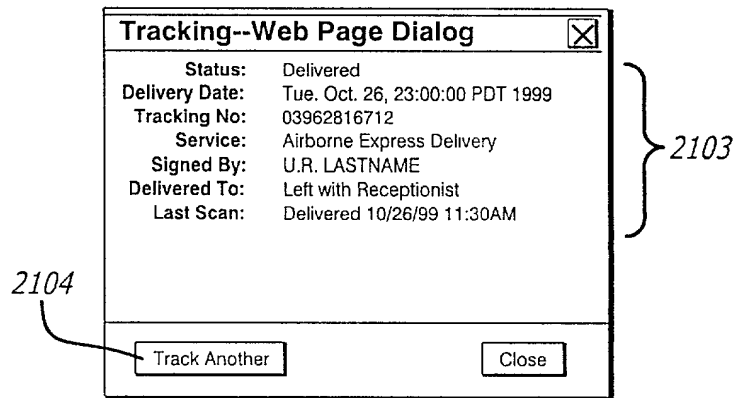 Tracking--Web Page Dialog
Status: Delivered
Delivery Date: Tue. Oct. 26, 23:00:00 PDT 1999
Tracking No: 03962816712
Service: Airborne Express Delivery
Signed By: U.R. LASTNAME
Delivered To: Left with Receptionist
Last Scan: Delivered 10/26/99 11:30AM
2103
2104
Track Another
Close